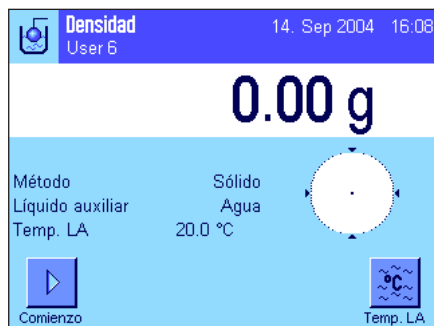 Densidad 14. Sep 2004 16:08
User 6
0.00 g
Método Sólido
Líquido auxiliar Agua
Temp. LA 20.0 °C
°C
Comienzo Temp. LA